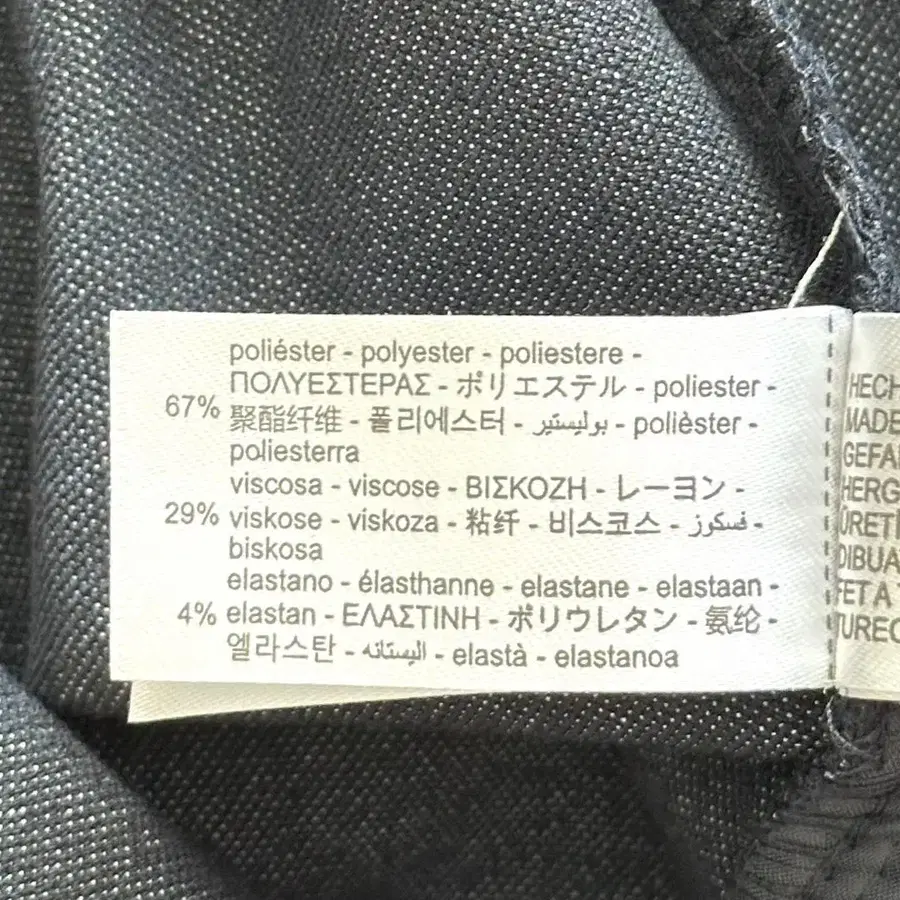 poliéster - polyester - poliestere -
ΠΟΛΥΕΣΤΕΡΑΣ - ポリエステル - poliester -
67% 聚酯纤维 - 폴리에스터 - بوليستير - polièster -
poliesterra
viscosa - viscose - ΒΙΣΚΟΖΗ - レーヨン -
29% viskose - viskoza - 粘纤 - 비스코스 - فسكوز -
biskosa
elastano - élasthanne - elastane - elastaan -
4% elastan - ΕΛΑΣΤΙΝΗ - ポリウレタン - 氨纶 -
엘라스탄 - اليستانه - elastà - elastanoa
HECH
MADE
GEFA
HERG
ÜRETİ
DIBUA
FET A
TUREC